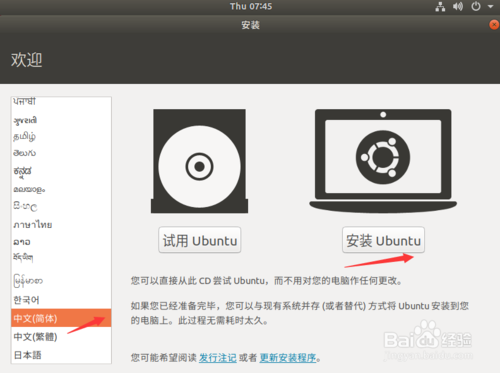 Thu 07:45
安装
欢迎
ਪੰਜਾਬੀ
ગુજરાતી
தமிழ்
తెలుగు
ಕನ್ನಡ
മലയാളം
සිංහල
ภาษาไทย
ລາວ
རྫོང་ཁ
မြန်မာစာ
한국어
中文(简体)
中文(繁體)
日本語
试用 Ubuntu
安装 Ubuntu
您可以直接从此 CD 尝试 Ubuntu，而不用对您的电脑作任何更改。
如果您已经准备完毕，您可以与现有系统并存 (或者替代) 方式将 Ubuntu 安装到您
的电脑上。此过程无需耗时太久。
您可能希望阅读 发行注记 或者 更新安装程序。
Baidu 经验
jingyan.baidu.com